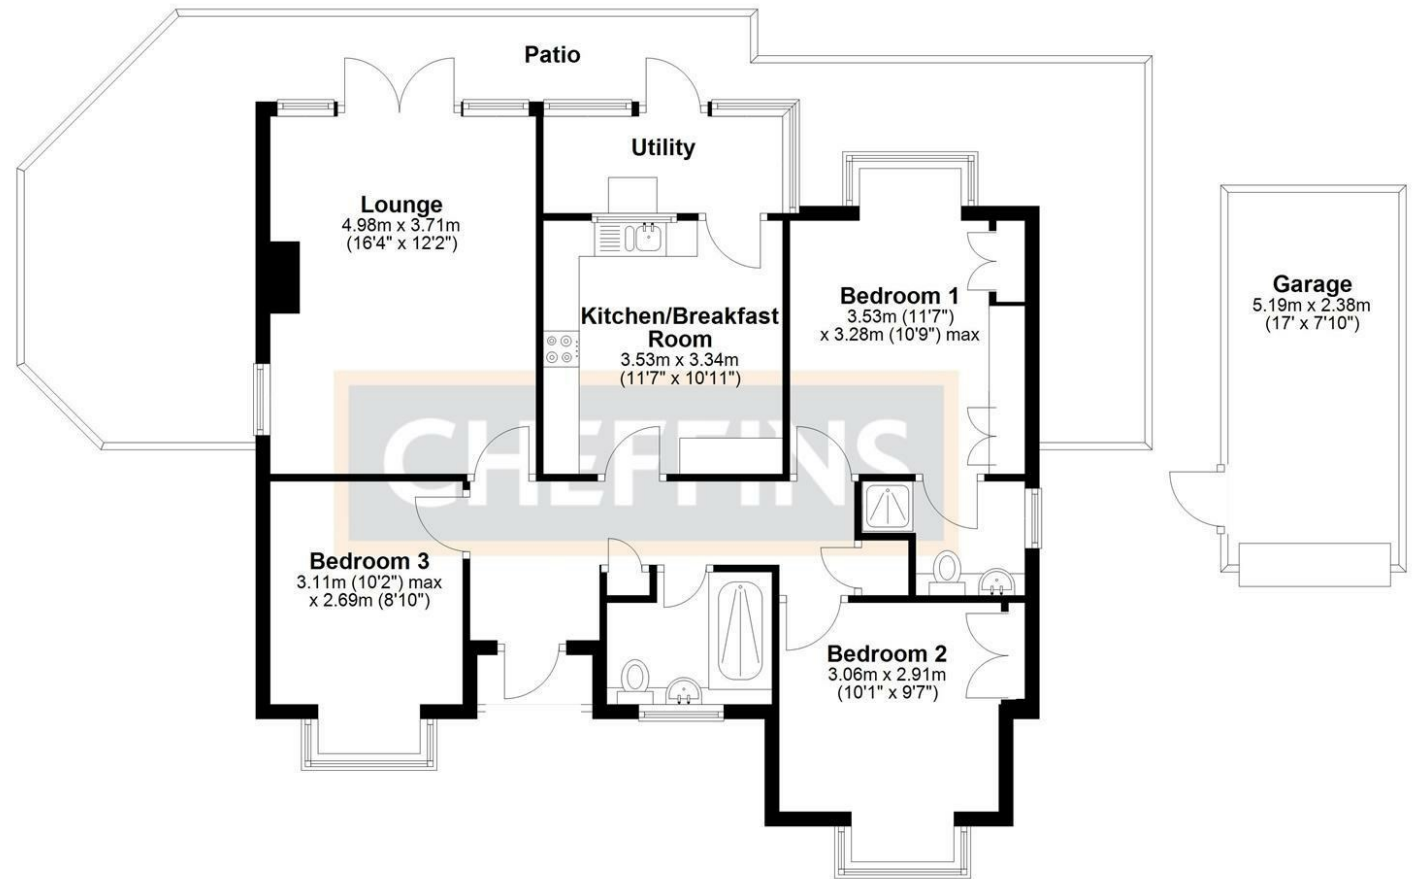 Patio
Utility
Lounge
4.98m x 3.71m
(16'4" x 12'2")
Kitchen/Breakfast
Room
3.53m x 3.34m
(11'7" x 10'11")
Bedroom 1
3.53m (11'7")
x 3.28m (10'9") max
Garage
5.19m x 2.38m
(17' x 7'10")
CHEFFINS
Bedroom 3
3.11m (10'2") max
x 2.69m (8'10")
Bedroom 2
3.06m x 2.91m
(10'1" x 9'7")